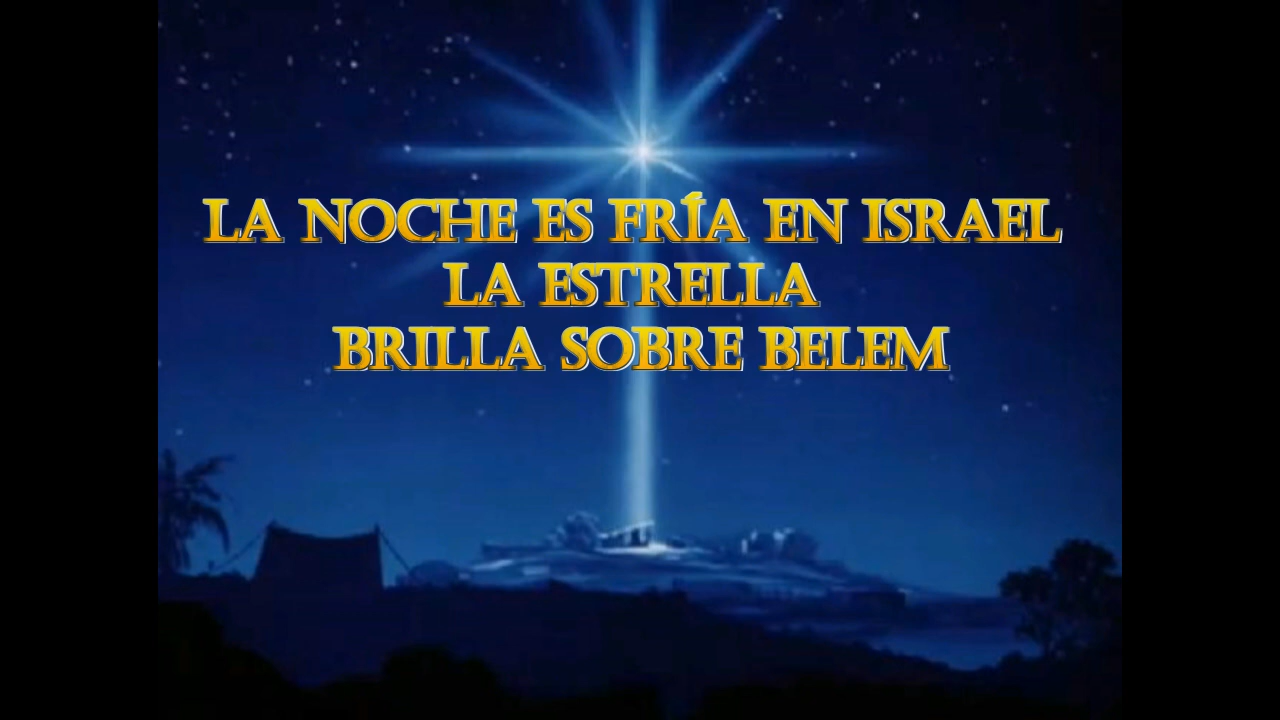 LA NOCHE ES FRÍA EN ISRAEL
LA ESTRELLA
BRILLA SOBRE BELEM